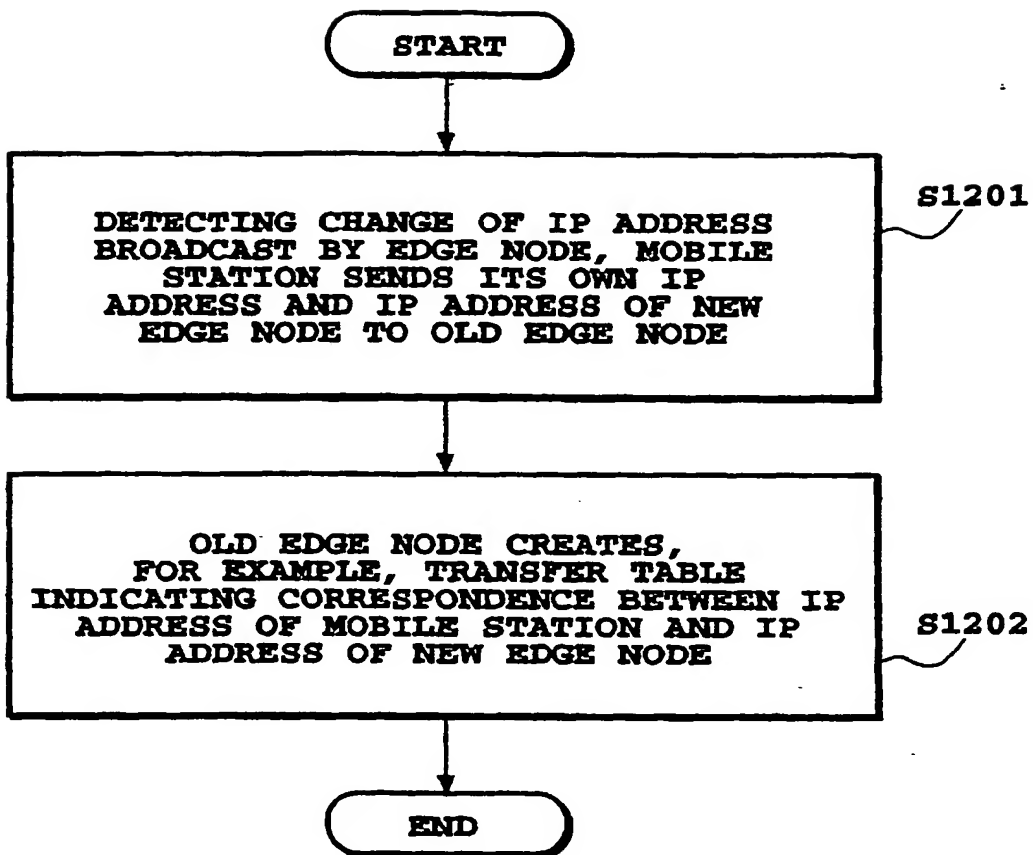 START
DETECTING CHANGE OF IP ADDRESS
BROADCAST BY EDGE NODE, MOBILE
STATION SENDS ITS OWN IP
ADDRESS AND IP ADDRESS OF NEW
EDGE NODE TO OLD EDGE NODE
S1201
OLD EDGE NODE CREATES,
FOR EXAMPLE, TRANSFER TABLE
INDICATING CORRESPONDENCE BETWEEN IP
ADDRESS OF MOBILE STATION AND IP
ADDRESS OF NEW EDGE NODE
S1202
END